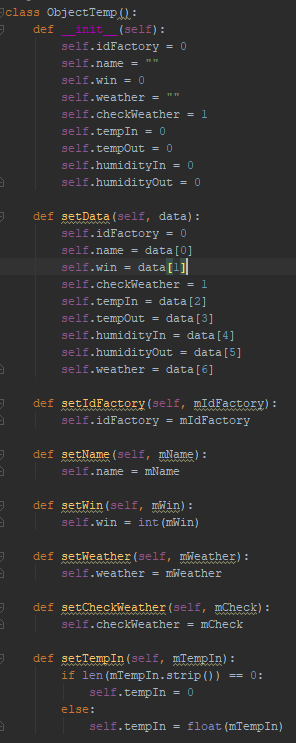 class ObjectTemp():
    def __init__(self):
        self.idFactory = 0
        self.name = ""
        self.win = 0
        self.weather = ""
        self.checkWeather = 1
        self.tempIn = 0
        self.tempOut = 0
        self.humidityIn = 0
        self.humidityOut = 0

    def setData(self, data):
        self.idFactory = 0
        self.name = data[0]
        self.win = data[1]
        self.checkWeather = 1
        self.tempIn = data[2]
        self.tempOut = data[3]
        self.humidityIn = data[4]
        self.humidityOut = data[5]
        self.weather = data[6]

    def setIdFactory(self, mIdFactory):
        self.idFactory = mIdFactory

    def setName(self, mName):
        self.name = mName

    def setWin(self, mWin):
        self.win = int(mWin)

    def setWeather(self, mWeather):
        self.weather = mWeather

    def setCheckWeather(self, mCheck):
        self.checkWeather = mCheck

    def setTempIn(self, mTempIn):
        if len(mTempIn.strip()) == 0:
            self.tempIn = 0
        else:
            self.tempIn = float(mTempIn)